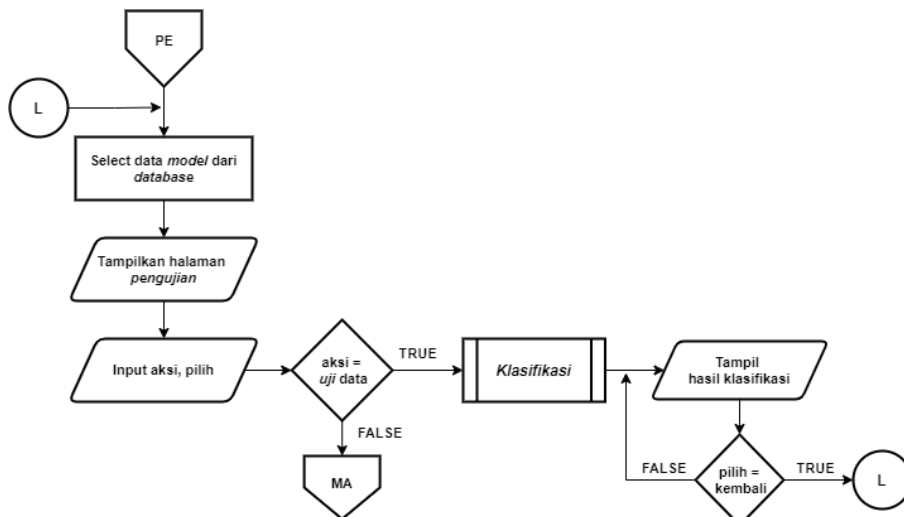 PE
L
Select data model dari
database
Tampilkan halaman
pengujian
Input aksi, pilih
aksi =
uji data
TRUE
FALSE
MA
Klasifikasi
Tampil
hasil klasifikasi
pilih =
kembali
FALSE
TRUE
L